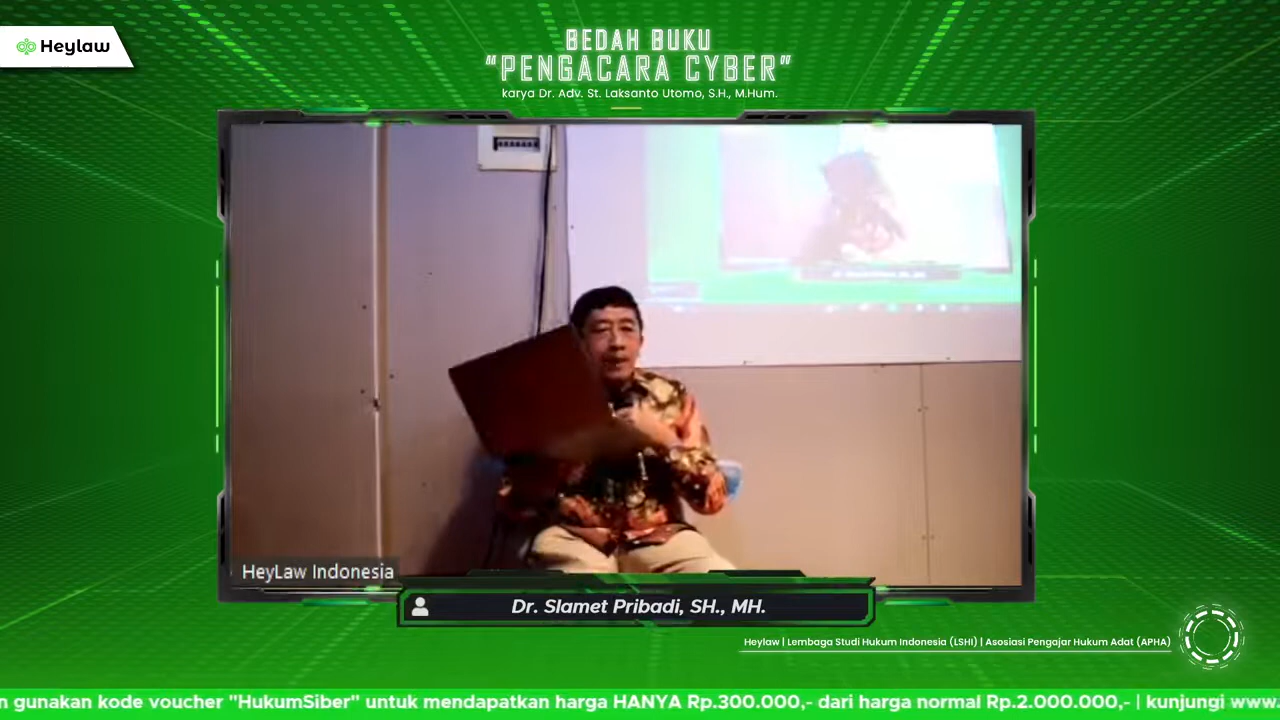 Heylaw
BEDAH BUKU
"PENGACARA CYBER"
karya Dr. Adv. St. Laksanto Utomo, S.H., M.Hum.
HeyLaw Indonesia
Dr. Slamet Pribadi, SH., MH.
Heylaw | Lembaga Studi Hukum Indonesia (LSHI) | Asosiasi Pengajar Hukum Adat (APHA)
gunakan kode voucher "HukumSiber" untuk mendapatkan harga HANYA Rp.300.000,- dari harga normal Rp.2.000.000,- | kunjungi www.